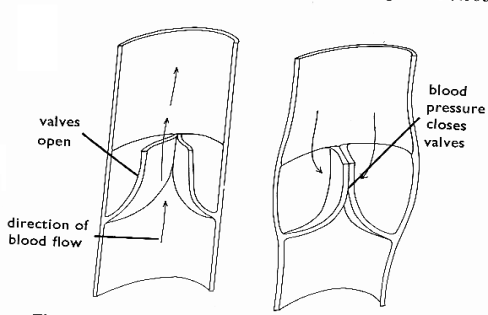 valves
open
direction of
blood flow
blood
pressure
closes
valves